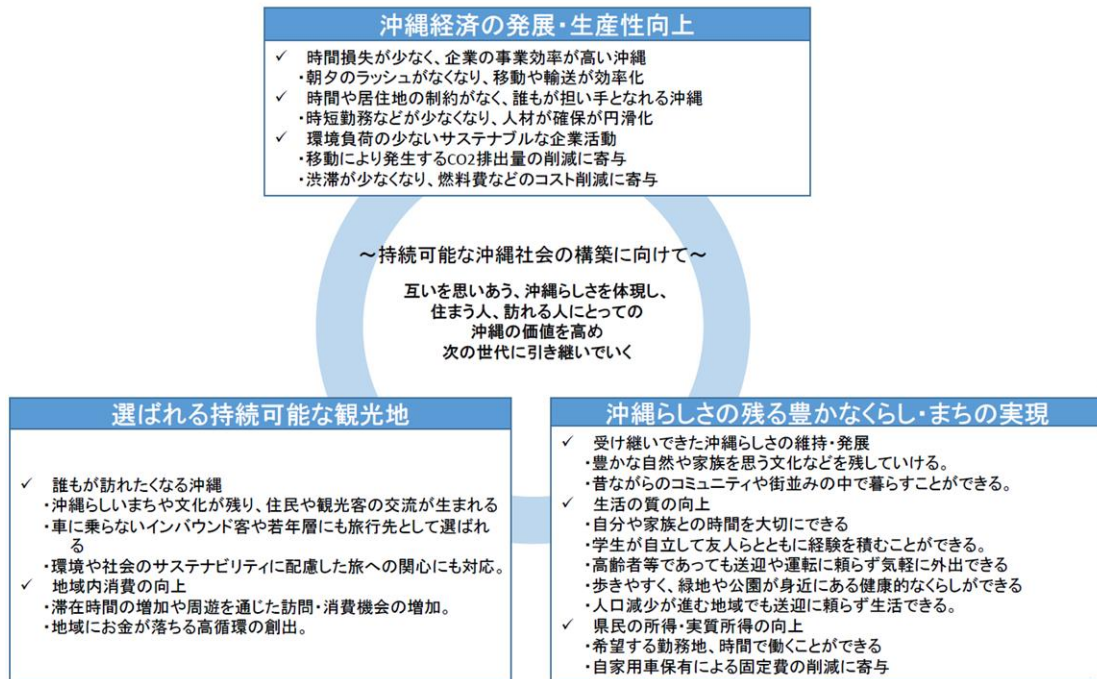 沖縄経済の発展・生産性向上
✓ 時間損失が少なく、企業の事業効率が高い沖縄
・朝夕のラッシュがなくなり、移動や輸送が効率化
✓ 時間や居住地の制約がなく、誰もが担い手となれる沖縄
・時短勤務などが少なくなり、人材が確保が円滑化
✓ 環境負荷の少ないサステナブルな企業活動
・移動により発生するCO2排出量の削減に寄与
・渋滞が少なくなり、燃料費などのコスト削減に寄与
～持続可能な沖縄社会の構築に向けて～
互いを思いあう、沖縄らしさを体現し、
住まう人、訪れる人にとっての
沖縄の価値を高め
次の世代に引き継いでいく
選ばれる持続可能な観光地
✓ 誰もが訪れたくなる沖縄
・沖縄らしいまちや文化が残り、住民や観光客の交流が生まれる
・車に乗らないインバウンド客や若年層にも旅行先として選ばれ
る
・環境や社会のサステナビリティに配慮した旅への関心にも対応。
✓ 地域内消費の向上
・滞在時間の増加や周遊を通じた訪問・消費機会の増加。
・地域にお金が落ちる高循環の創出。
沖縄らしさの残る豊かなくらし・まちの実現
✓ 受け継いできた沖縄らしさの維持・発展
・豊かな自然や家族を思う文化などを残していける。
・昔ながらのコミュニティや街並みの中で暮らすことができる。
✓ 生活の質の向上
・自分や家族との時間を大切にできる
・学生が自立して友人らとともに経験を積むことができる。
・高齢者等であっても送迎や運転に頼らず気軽に外出できる
・歩きやすく、緑地や公園が身近にある健康的なくらしができる
・人口減少が進む地域でも送迎に頼らず生活できる。
✓ 県民の所得・実質所得の向上
・希望する勤務地、時間で働くことができる
・自家用車保有による固定費の削減に寄与